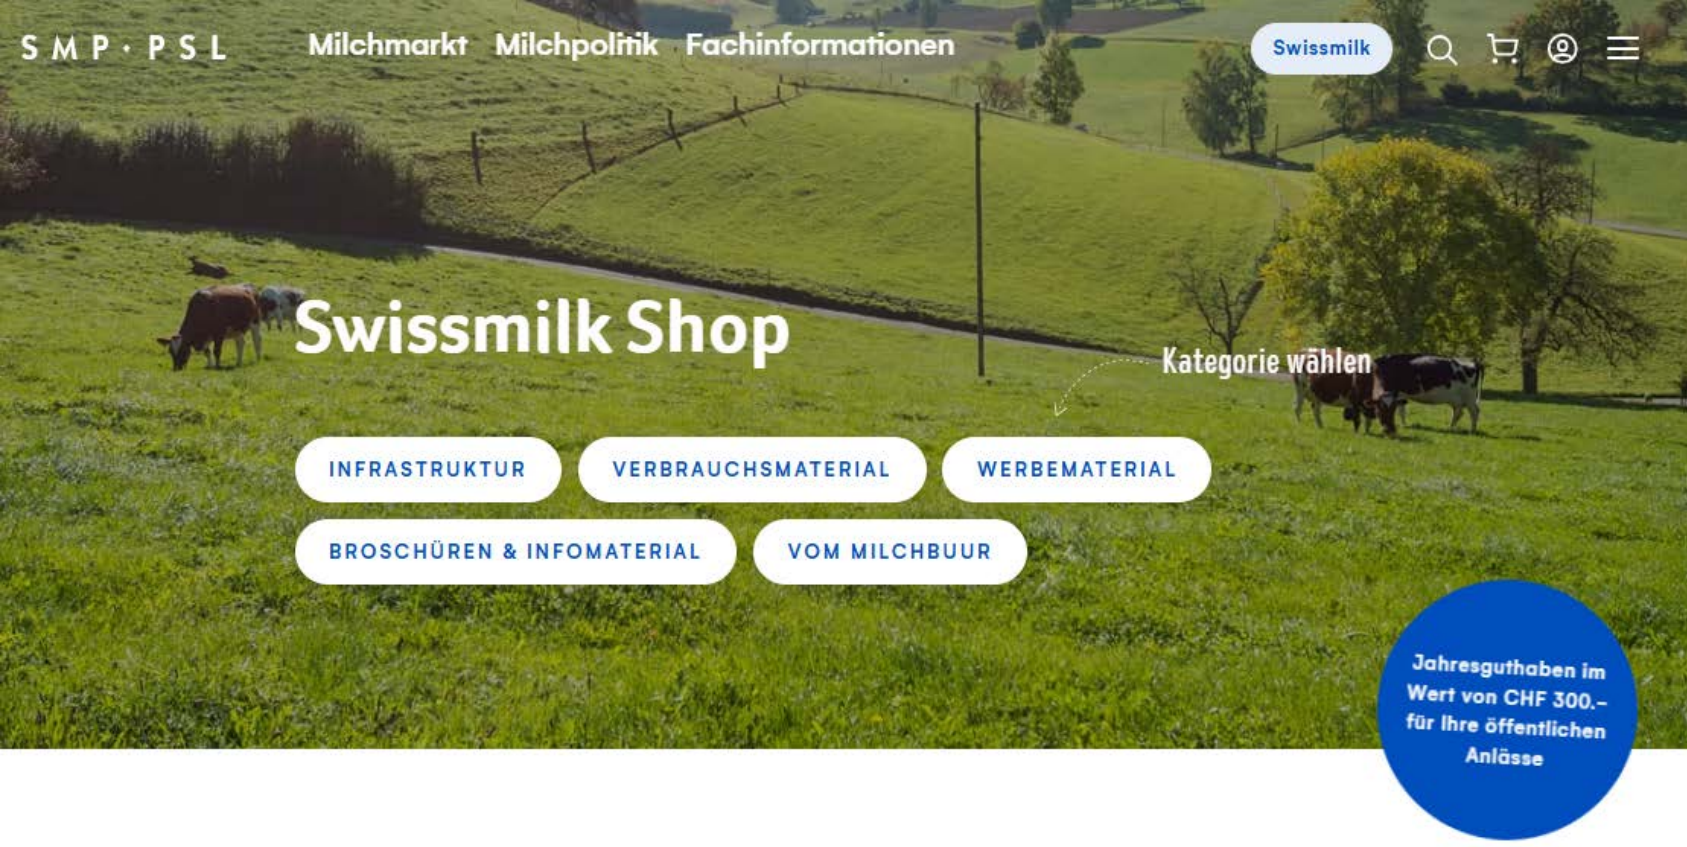 SMP·PSL
Milchmarkt Milchpolitik Fachinformationen
Swissmilk
Swissmilk Shop
Kategorie wählen
INFRASTRUKTUR
VERBRAUCHSMATERIAL
WERBEMATERIAL
BROSCHÜREN & INFOMATERIAL
VOM MILCHBUUR
Jahresguthaben im
Wert von CHF 300.–
für Ihre öffentlichen
Anlässe